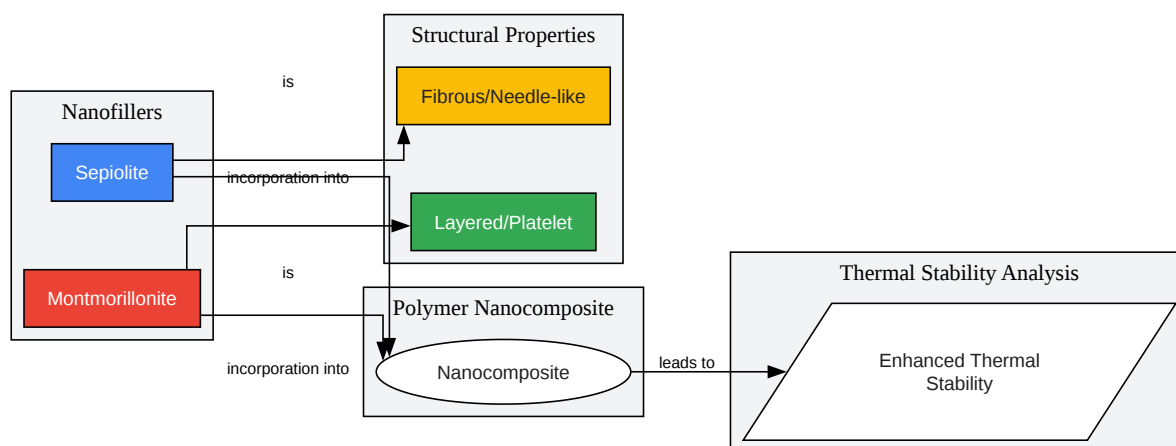 Structural Properties
is
Fibrous/Needle-like
Nanofillers
Sepiolite
incorporation into
Layered/Platelet
Montmorillonite
is
Thermal Stability Analysis
Polymer Nanocomposite
incorporation into
Nanocomposite
leads to
Enhanced Thermal
Stability